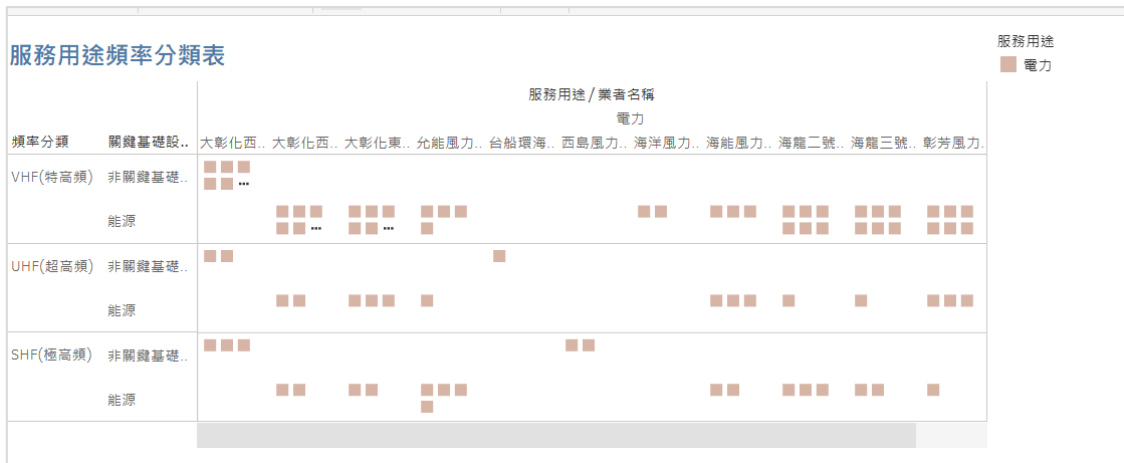 服務用途頻率分類表
服務用途
電力
服務用途 / 業者名稱
電力
頻率分類 關鍵基礎設.. 大彰化西.. 大彰化西.. 大彰化東.. 允能風力.. 台船環海.. 西島風力.. 海洋風力.. 海能風力.. 海龍二號.. 海龍三號.. 彰芳風力..
VHF(特高頻) 非關鍵基礎..
能源
UHF(超高頻) 非關鍵基礎..
能源
SHF(極高頻) 非關鍵基礎..
能源